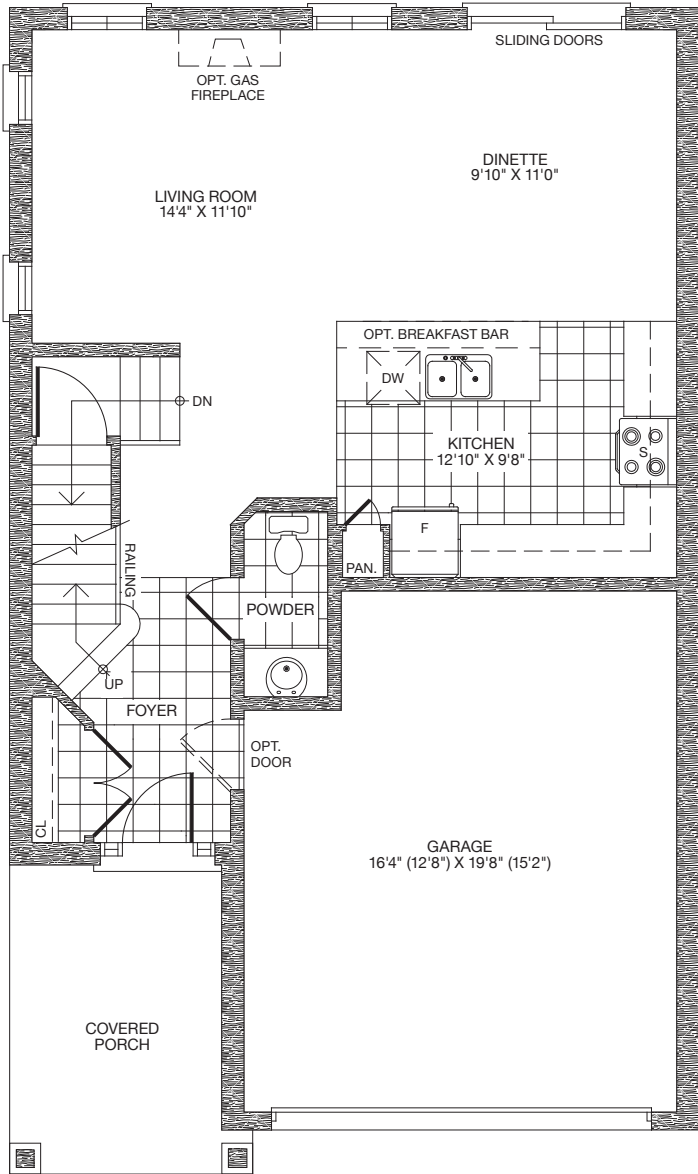 SLIDING DOORS
OPT. GAS
FIREPLACE
DINETTE
9'10" X 11'0"
LIVING ROOM
14'4" X 11'10"
OPT. BREAKFAST BAR
DW
DN
KITCHEN
12'10" X 9'8"
S
F
RAILING
PAN.
POWDER
UP
FOYER
OPT.
DOOR
CL
GARAGE
16'4" (12'8") X 19'8" (15'2")
COVERED
PORCH